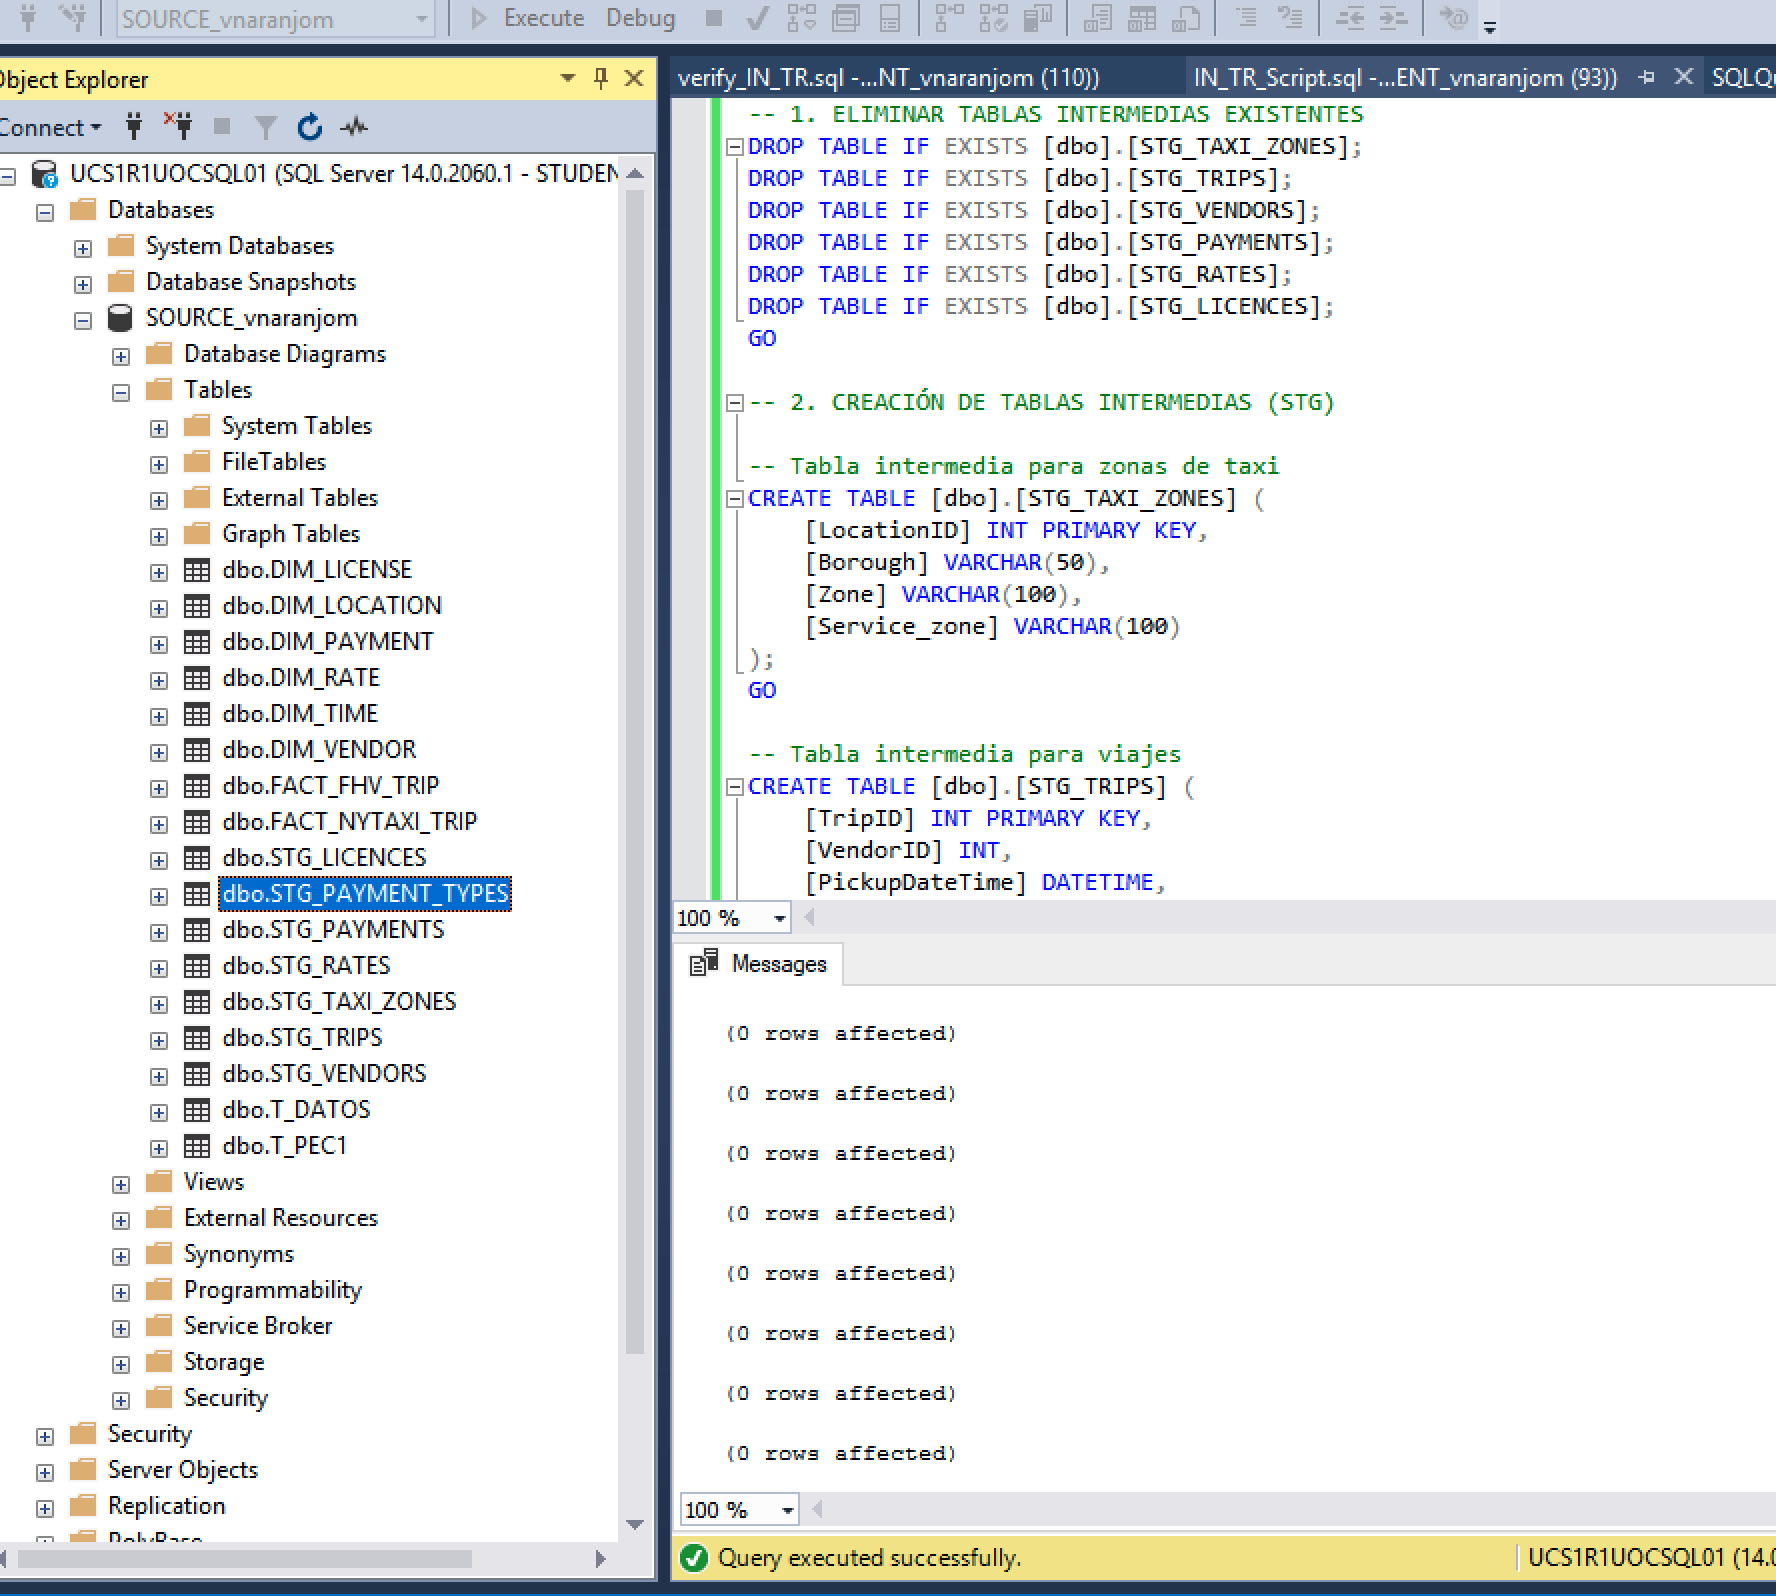 SOURCE_vnaranjom
Execute
Debug
Object Explorer
Connect
UCS1R1UOCSQL01 (SQL Server 14.0.2060.1 - STUDEN
Databases
System Databases
Database Snapshots
SOURCE_vnaranjom
Database Diagrams
Tables
System Tables
FileTables
External Tables
Graph Tables
dbo.DIM_LICENSE
dbo.DIM_LOCATION
dbo.DIM_PAYMENT
dbo.DIM_RATE
dbo.DIM_TIME
dbo.DIM_VENDOR
dbo.FACT_FHV_TRIP
dbo.FACT_NYTAXI_TRIP
dbo.STG_LICENCES
dbo.STG_PAYMENT_TYPES
dbo.STG_PAYMENTS
dbo.STG_RATES
dbo.STG_TAXI_ZONES
dbo.STG_TRIPS
dbo.STG_VENDORS
dbo.T_DATOS
dbo.T_PEC1
Views
External Resources
Synonyms
Programmability
Service Broker
Storage
Security
Security
Server Objects
Replication
PolyBase
verify_IN_TR.sql -...NT_vnaranjom (110))
IN_TR_Script.sql -...ENT_vnaranjom (93))
SQLQu
-- 1. ELIMINAR TABLAS INTERMEDIAS EXISTENTES
DROP TABLE IF EXISTS [dbo].[STG_TAXI_ZONES];
DROP TABLE IF EXISTS [dbo].[STG_TRIPS];
DROP TABLE IF EXISTS [dbo].[STG_VENDORS];
DROP TABLE IF EXISTS [dbo].[STG_PAYMENTS];
DROP TABLE IF EXISTS [dbo].[STG_RATES];
DROP TABLE IF EXISTS [dbo].[STG_LICENCES];
GO
-- 2. CREACIÓN DE TABLAS INTERMEDIAS (STG)
-- Tabla intermedia para zonas de taxi
CREATE TABLE [dbo].[STG_TAXI_ZONES] (
[LocationID] INT PRIMARY KEY,
[Borough] VARCHAR(50),
[Zone] VARCHAR(100),
[Service_zone] VARCHAR(100)
);
GO
-- Tabla intermedia para viajes
CREATE TABLE [dbo].[STG_TRIPS] (
[TripID] INT PRIMARY KEY,
[VendorID] INT,
[PickupDateTime] DATETIME,
100 %
Messages
(0 rows affected)
(0 rows affected)
(0 rows affected)
(0 rows affected)
(0 rows affected)
(0 rows affected)
(0 rows affected)
(0 rows affected)
100 %
Query executed successfully.
UCS1R1UOCSQL01 (14.0